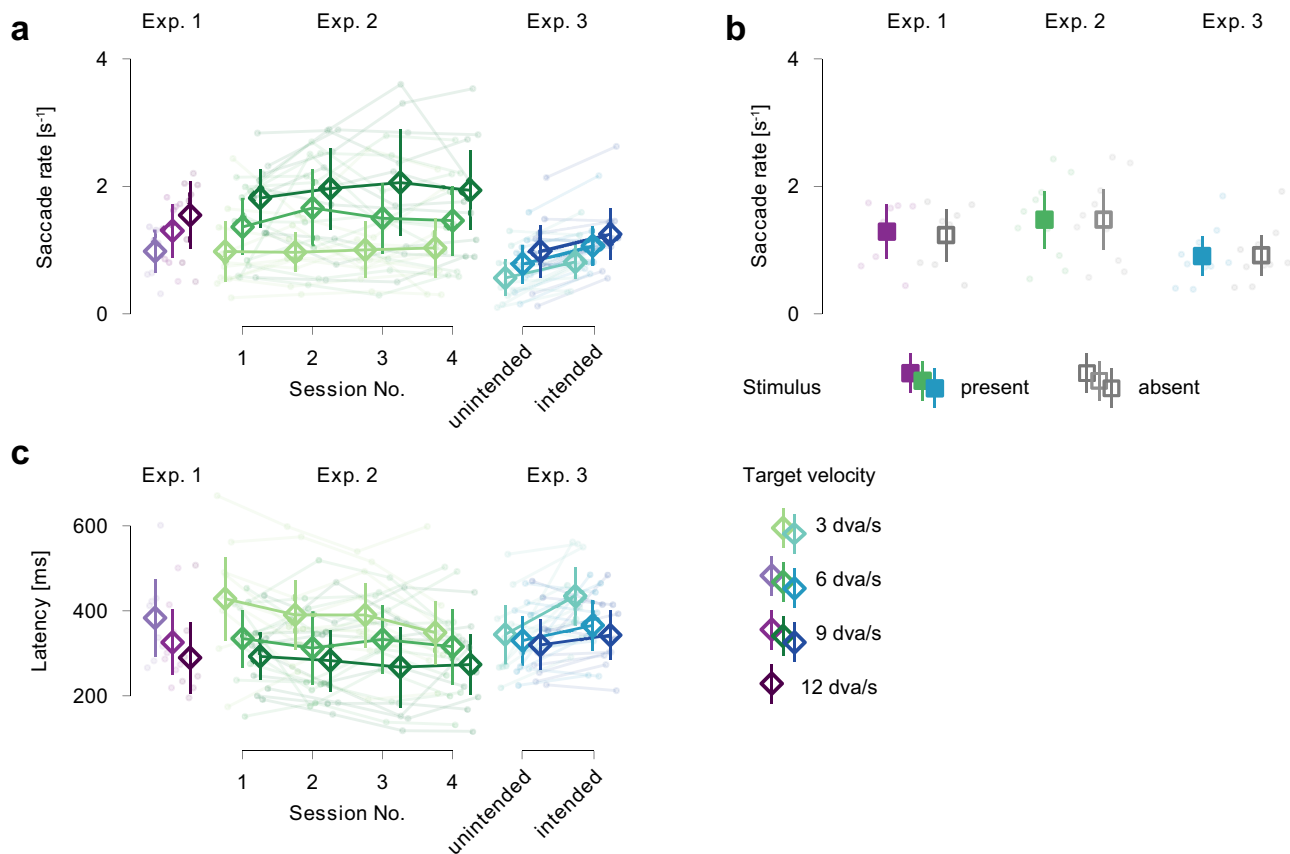 a
Exp. 1 Exp. 2 Exp. 3
Saccade rate [s-1]
4
2
0
1 2 3 4
Session No.
unintended
intended
b
Exp. 1 Exp. 2 Exp. 3
Saccade rate [s-1]
4
2
0
Stimulus present absent
c
Exp. 1 Exp. 2 Exp. 3
Latency [ms]
600
400
200
1 2 3 4
Session No.
unintended
intended
Target velocity
3 dva/s
6 dva/s
9 dva/s
12 dva/s